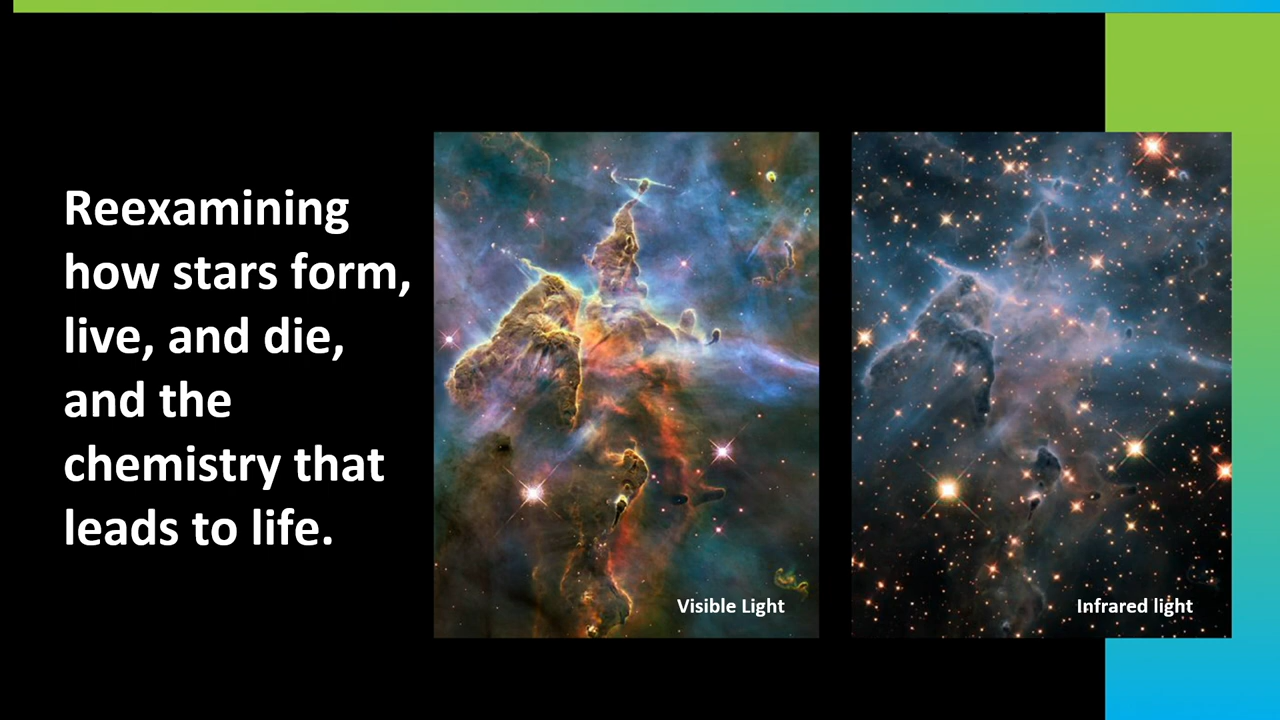 Reexamining
how stars form,
live, and die,
and the
chemistry that
leads to life.
Visible Light
Infrared light